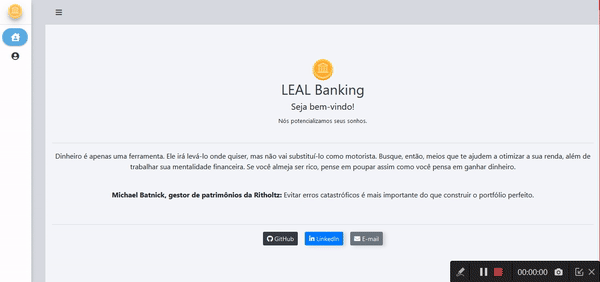 LEAL Banking
Seja bem-vindo!
Nós potencializamos seus sonhos.
Dinheiro é apenas uma ferramenta. Ele irá levá-lo onde quiser, mas não vai substituí-lo como motorista. Busque, então, meios que te ajudem a otimizar a sua renda, além de
trabalhar sua mentalidade financeira. Se você almeja ser rico, pense em poupar assim como você pensa em ganhar dinheiro.
Michael Batnick, gestor de patrimônios da Ritholtz: Evitar erros catastróficos é mais importante do que construir o portfólio perfeito.
GitHub LinkedIn E-mail
00:00:00